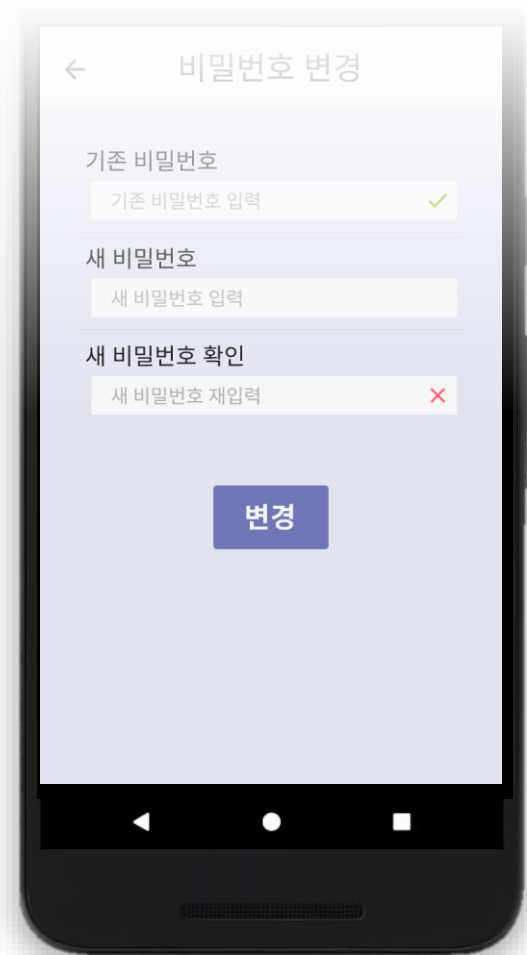 비밀번호 변경
기존 비밀번호
기존 비밀번호 입력
새 비밀번호
새 비밀번호 입력
새 비밀번호 확인
새 비밀번호 재입력
변경